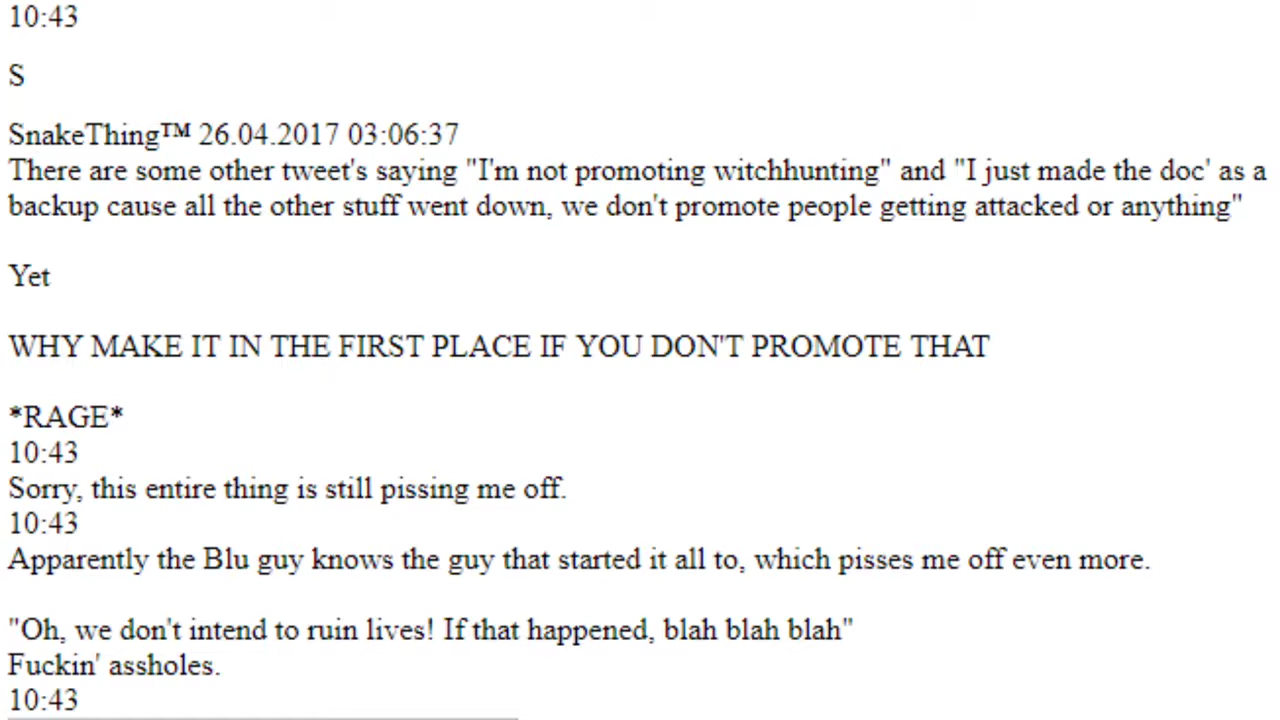 10:43
S
SnakeThing™ 26.04.2017 03:06:37
There are some other tweet's saying "I'm not promoting witchhunting" and "I just made the doc' as a
backup cause all the other stuff went down, we don't promote people getting attacked or anything"
Yet
WHY MAKE IT IN THE FIRST PLACE IF YOU DON'T PROMOTE THAT
*RAGE*
10:43
Sorry, this entire thing is still pissing me off.
10:43
Apparently the Blu guy knows the guy that started it all to, which pisses me off even more.
"Oh, we don't intend to ruin lives! If that happened, blah blah blah"
Fuckin' assholes.
10:43